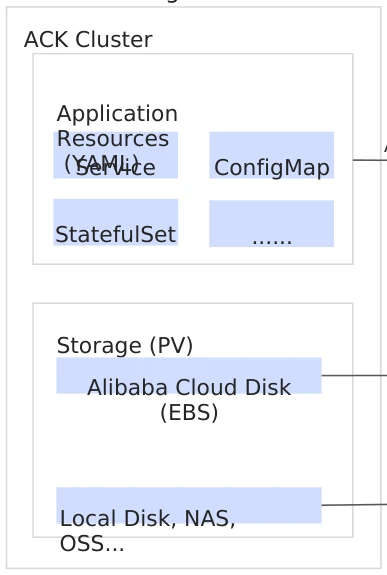 ACK Cluster
Application
Resources
(YAML)
Service
ConfigMap
StatefulSet
......
Storage (PV)
Alibaba Cloud Disk
(EBS)
Local Disk, NAS,
OSS...